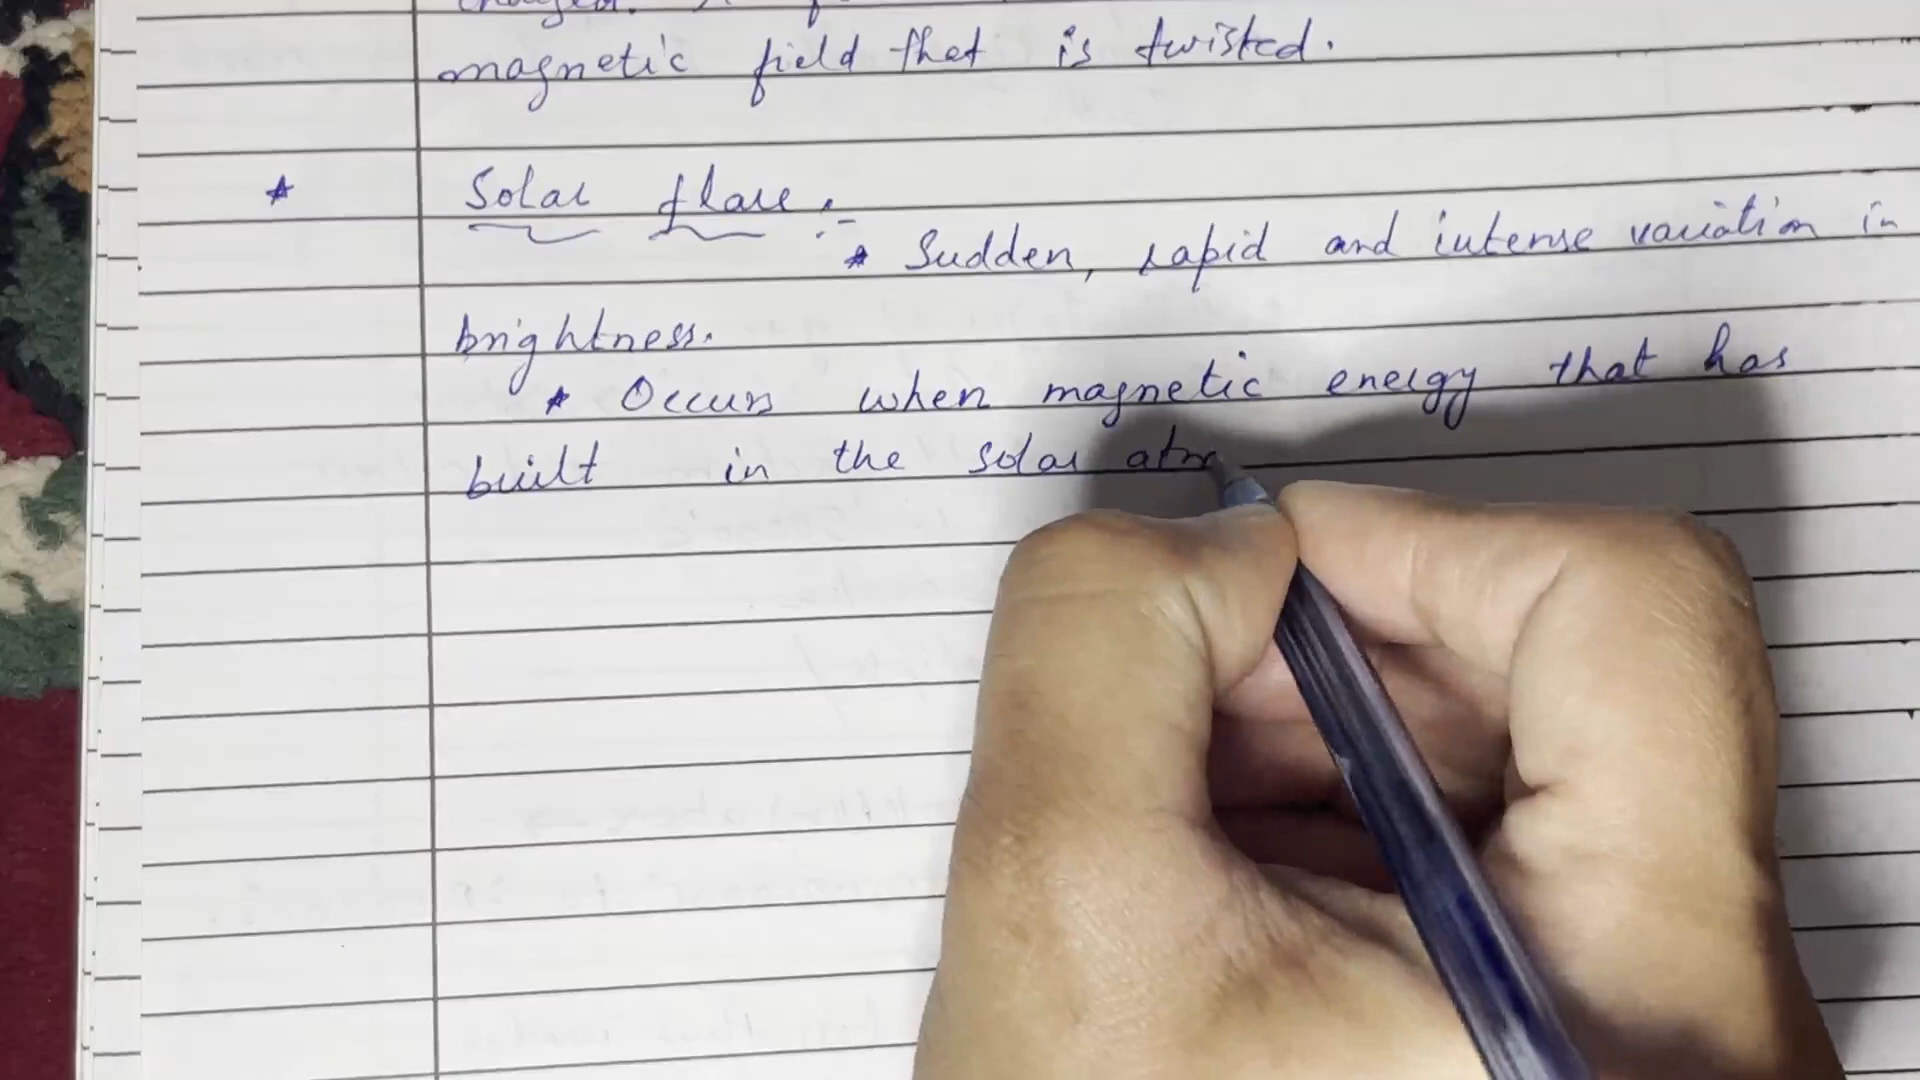 magnetic field that is twisted.
* Solar flare :-
* Sudden, rapid and intense variation in
brightness.
* Occurs when magnetic energy that has
built in the solar atm